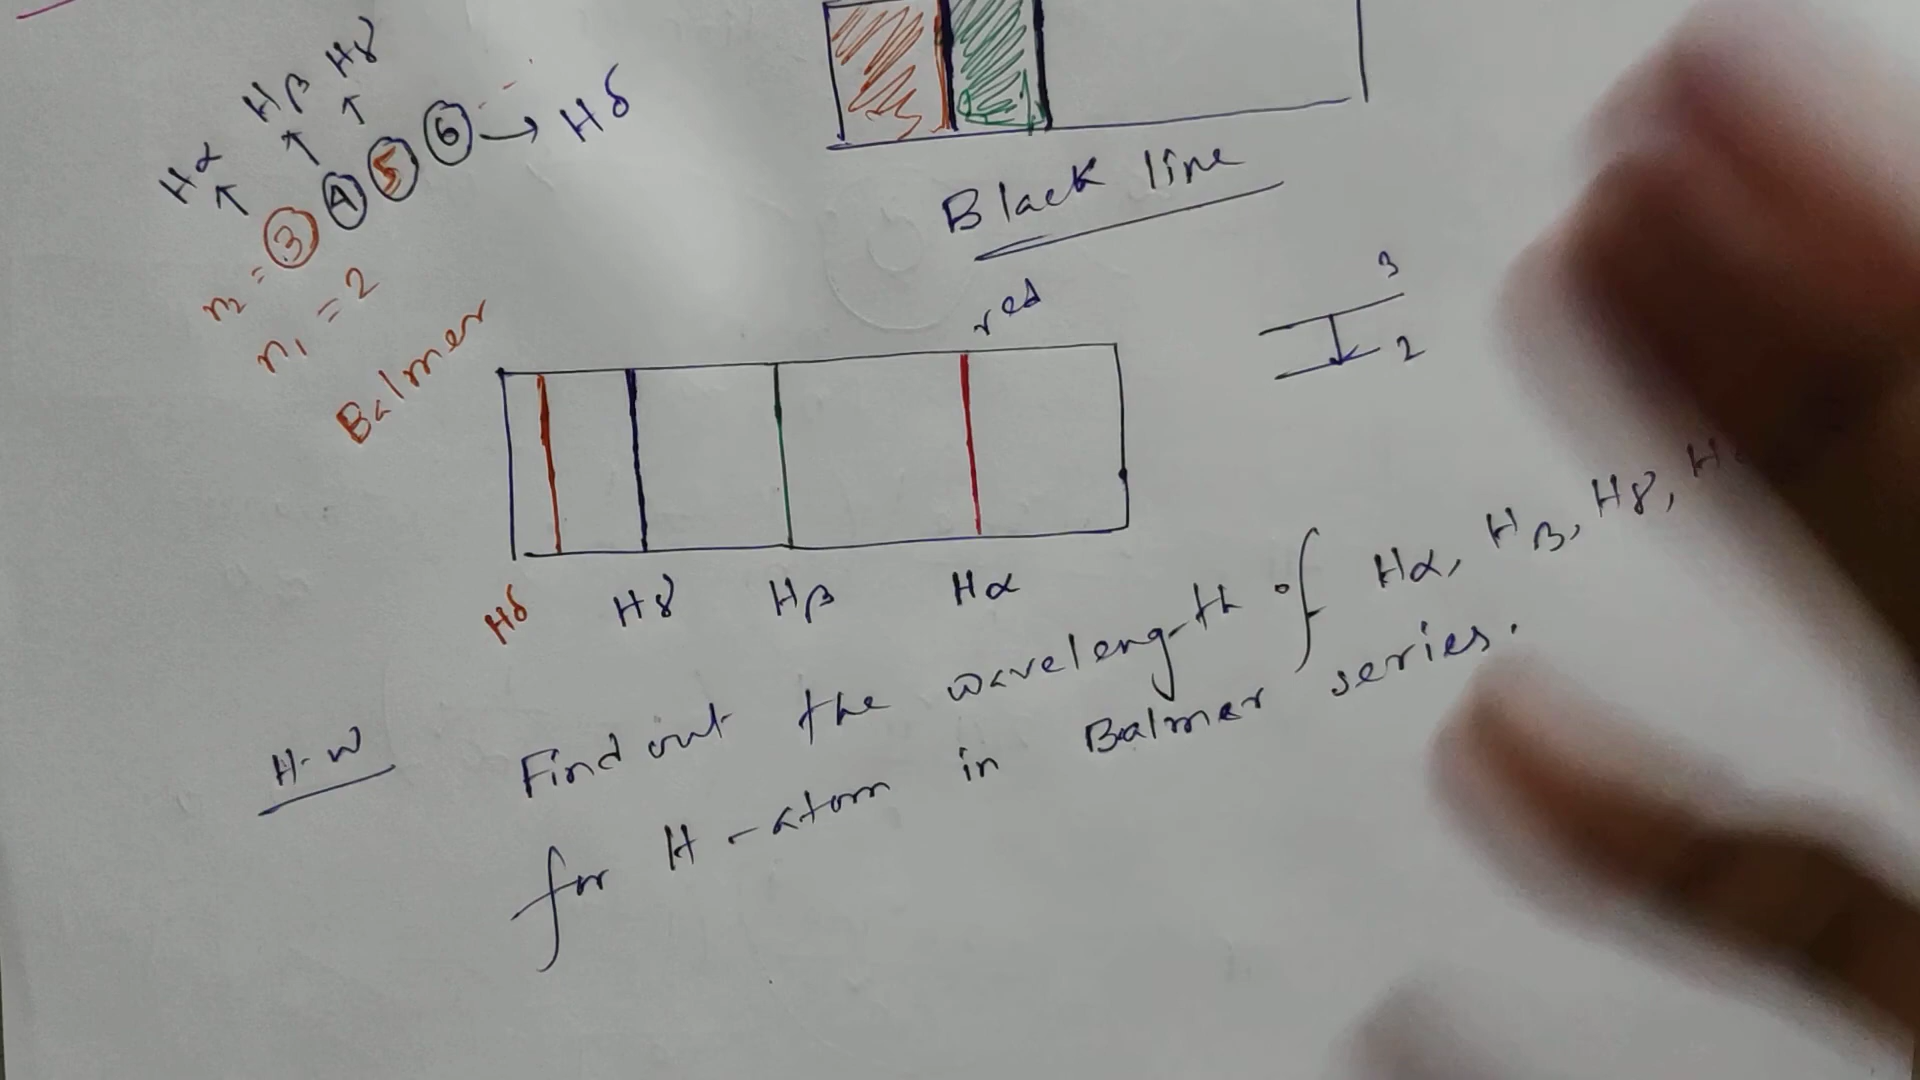 Hα Hβ Hγ
n₂ = 3 4 5 6 → Hδ
n₁ = 2
Balmer
Black line
red
3
2
Hδ Hγ Hβ Hα
H.W Find out the wavelength of Hα, Hβ, Hγ,
for H-atom in Balmer series.